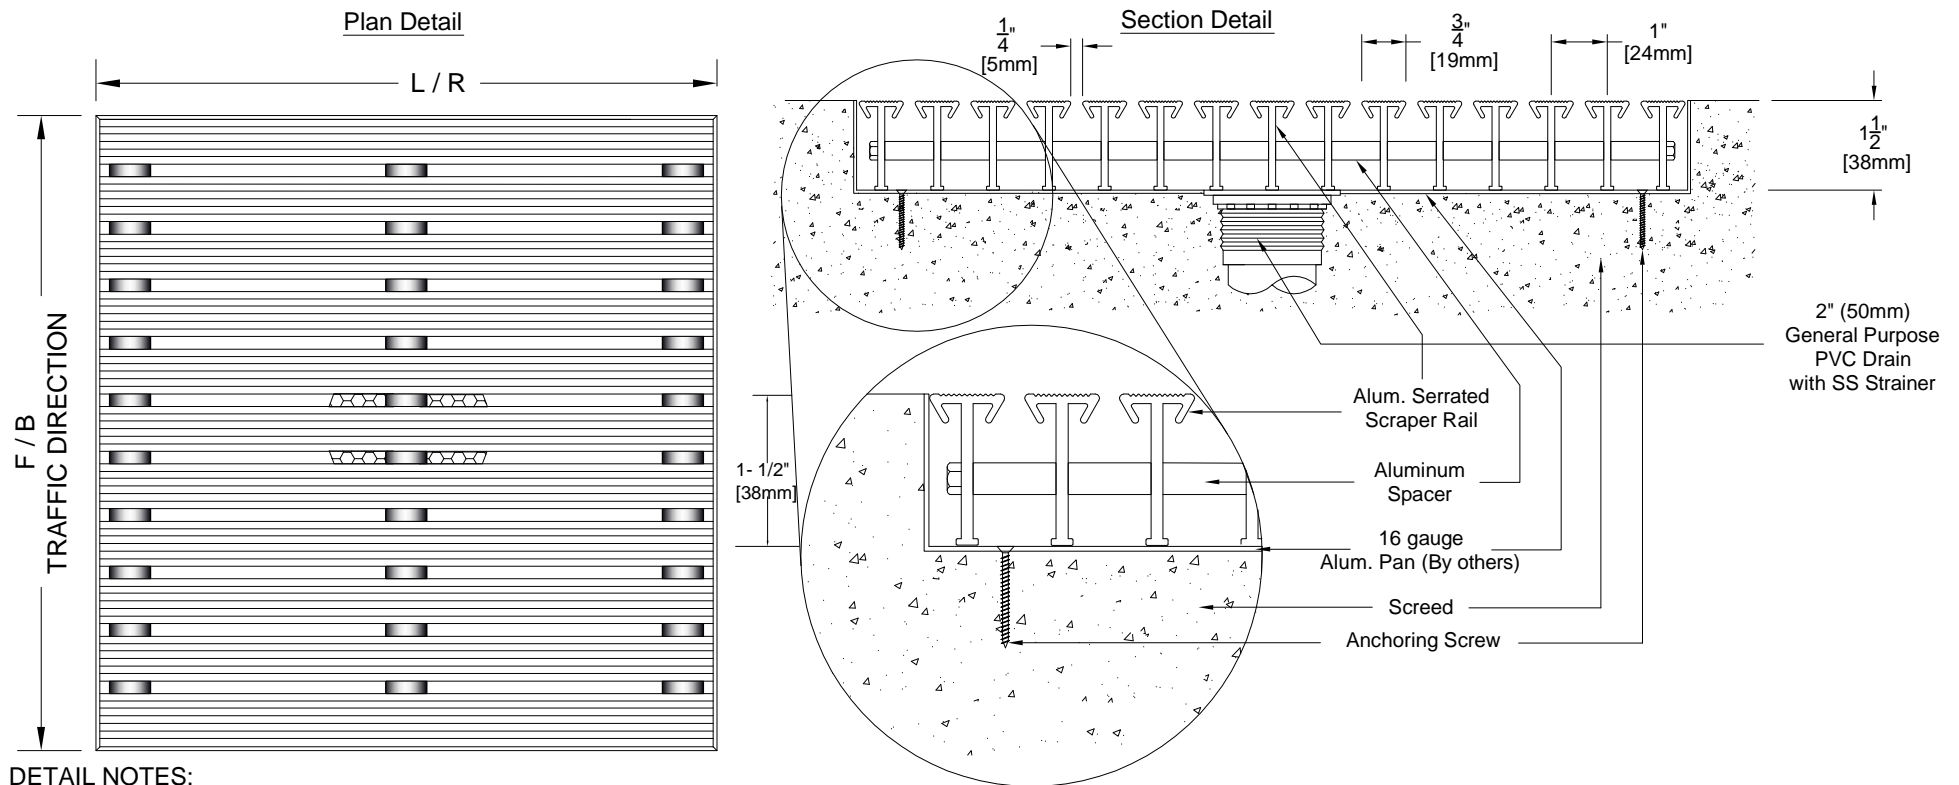 Plan Detail
L / R
F / B
TRAFFIC DIRECTION
DETAIL NOTES:
Section Detail
1/4"
[5mm]
3/4"
[19mm]
1"
[24mm]
1 1/2"
[38mm]
2" (50mm)
General Purpose
PVC Drain
with SS Strainer
1- 1/2"
[38mm]
Alum. Serrated
Scraper Rail
Aluminum
Spacer
16 gauge
Alum. Pan (By others)
Screed
Anchoring Screw